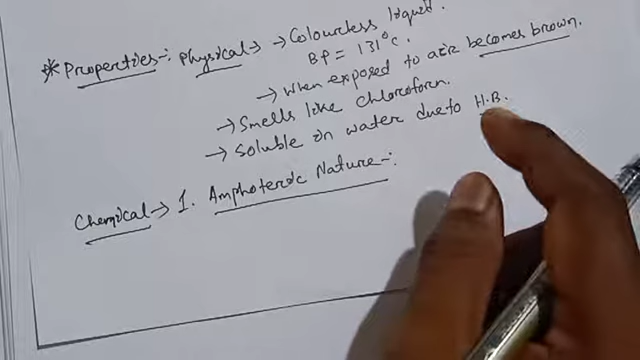 * Properties:- Physical → → Colourless liquid.
BP = 131°C.
→ When exposed to air becomes brown.
→ Smells like chloroform.
→ Soluble in water due to H.B.
Chemical → 1. Amphoteric Nature-: